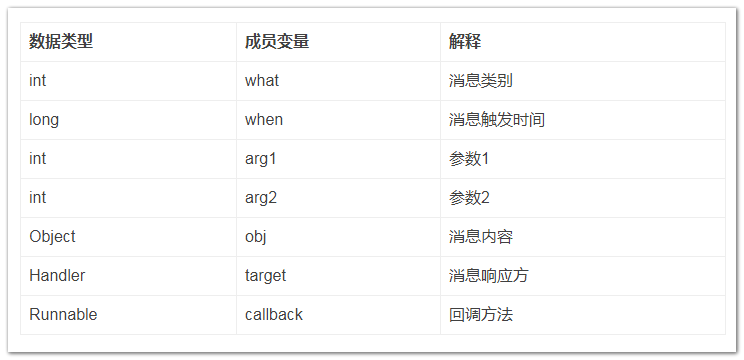 数据类型 成员变量 解释
int what 消息类别
long when 消息触发时间
int arg1 参数1
int arg2 参数2
Object obj 消息内容
Handler target 消息响应方
Runnable callback 回调方法